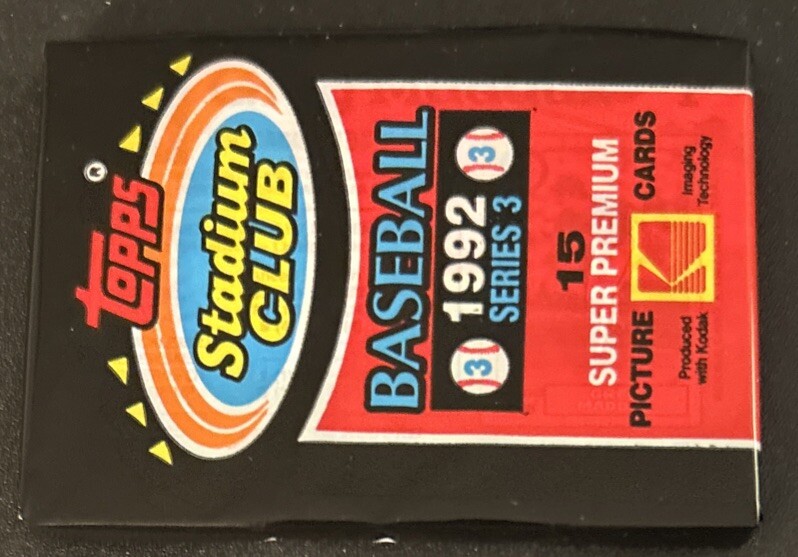 TOPPS
®
Stadium
CLUB
BASEBALL
3 1992 3
SERIES 3
15
SUPER PREMIUM
PICTURE CARDS
Produced
with Kodak
Imaging
Technology